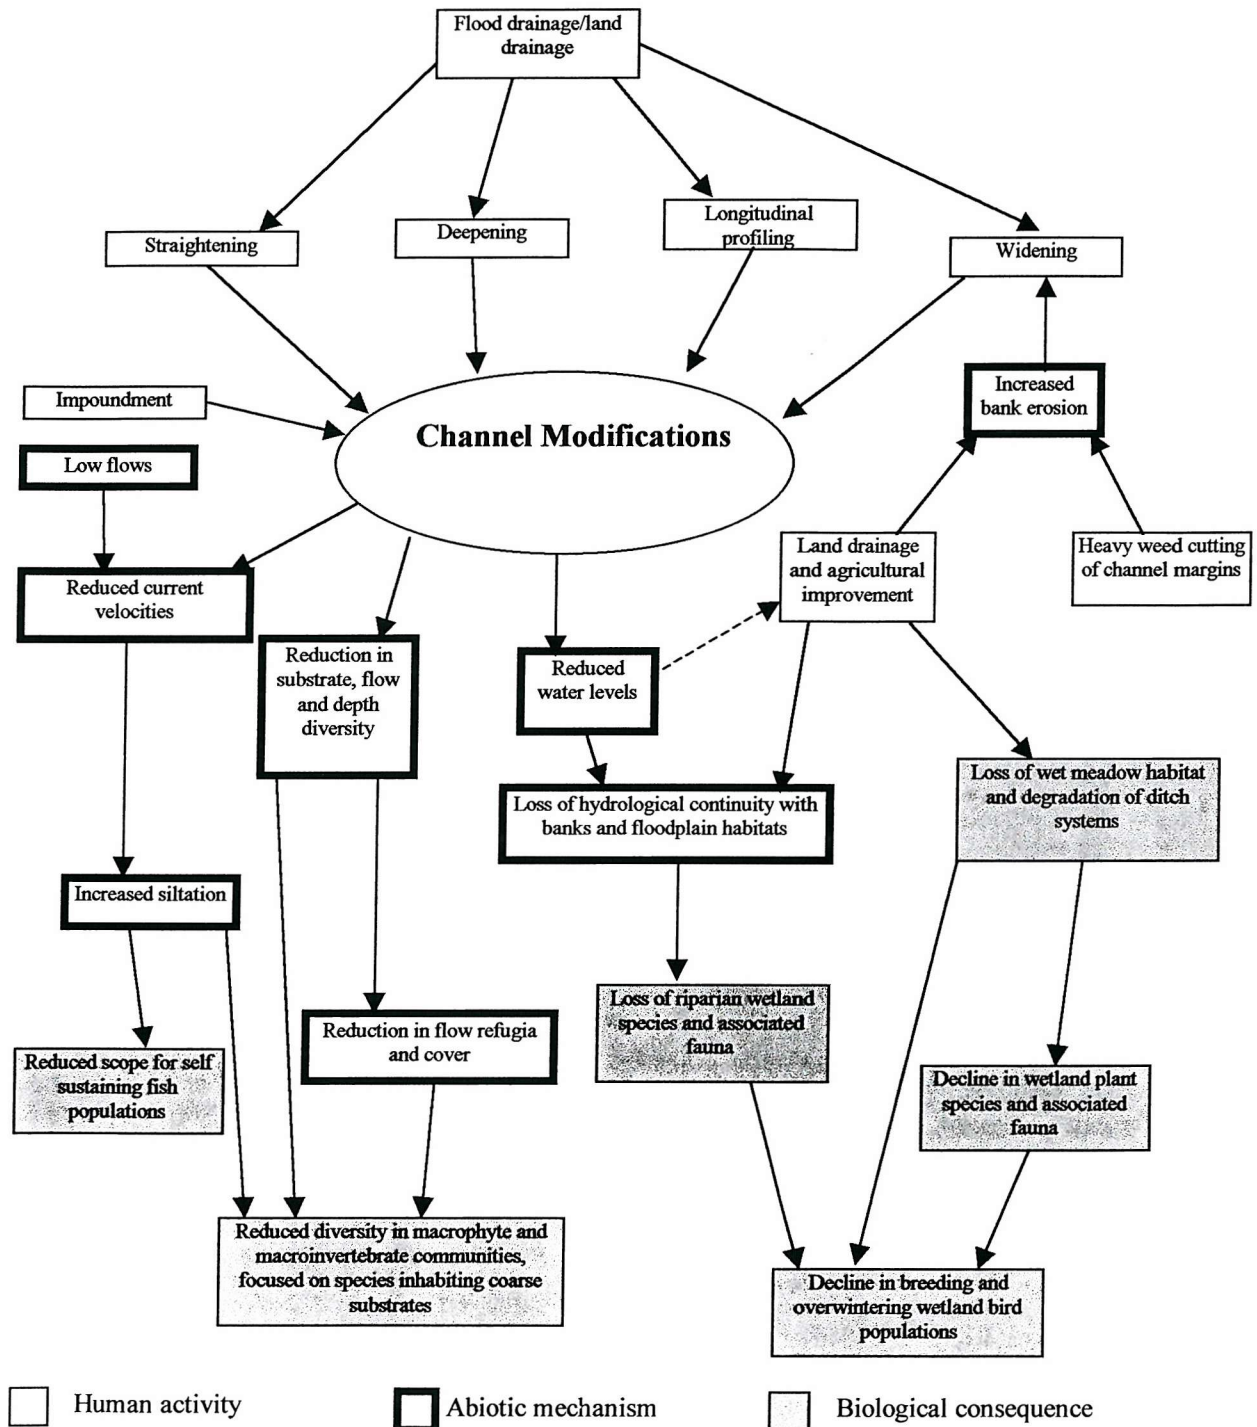 Flood drainage/land
drainage
Straightening
Deepening
Longitudinal
profiling
Widening
Impoundment
Channel Modifications
Increased
bank erosion
Low flows
Reduced current
velocities
Land drainage
and agricultural
improvement
Heavy weed cutting
of channel margins
Reduction in
substrate, flow
and depth
diversity
Reduced
water levels
Loss of hydrological continuity with
banks and floodplain habitats
Loss of wet meadow habitat
and degradation of ditch
systems
Increased siltation
Loss of riparian wetland
species and associated
fauna
Reduction in flow refugia
and cover
Reduced scope for self
sustaining fish
populations
Decline in wetland plant
species and associated
fauna
Reduced diversity in macrophyte and
macroinvertebrate communities,
focused on species inhabiting coarse
substrates
Decline in breeding and
overwintering wetland bird
populations
Human activity
Abiotic mechanism
Biological consequence